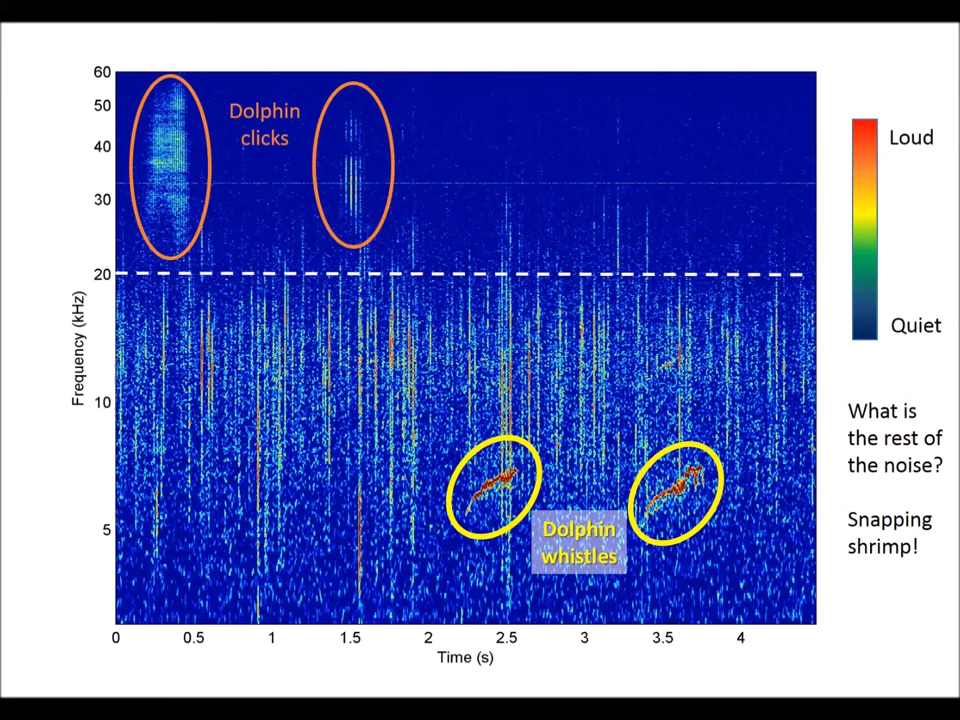 60
50
40
30
20
10
5
Frequency (kHz)
0
0.5
1
1.5
2
2.5
3
3.5
4
Time (s)
Dolphin
clicks
Dolphin
whistles
Loud
Quiet
What is
the rest of
the noise?
Snapping
shrimp!